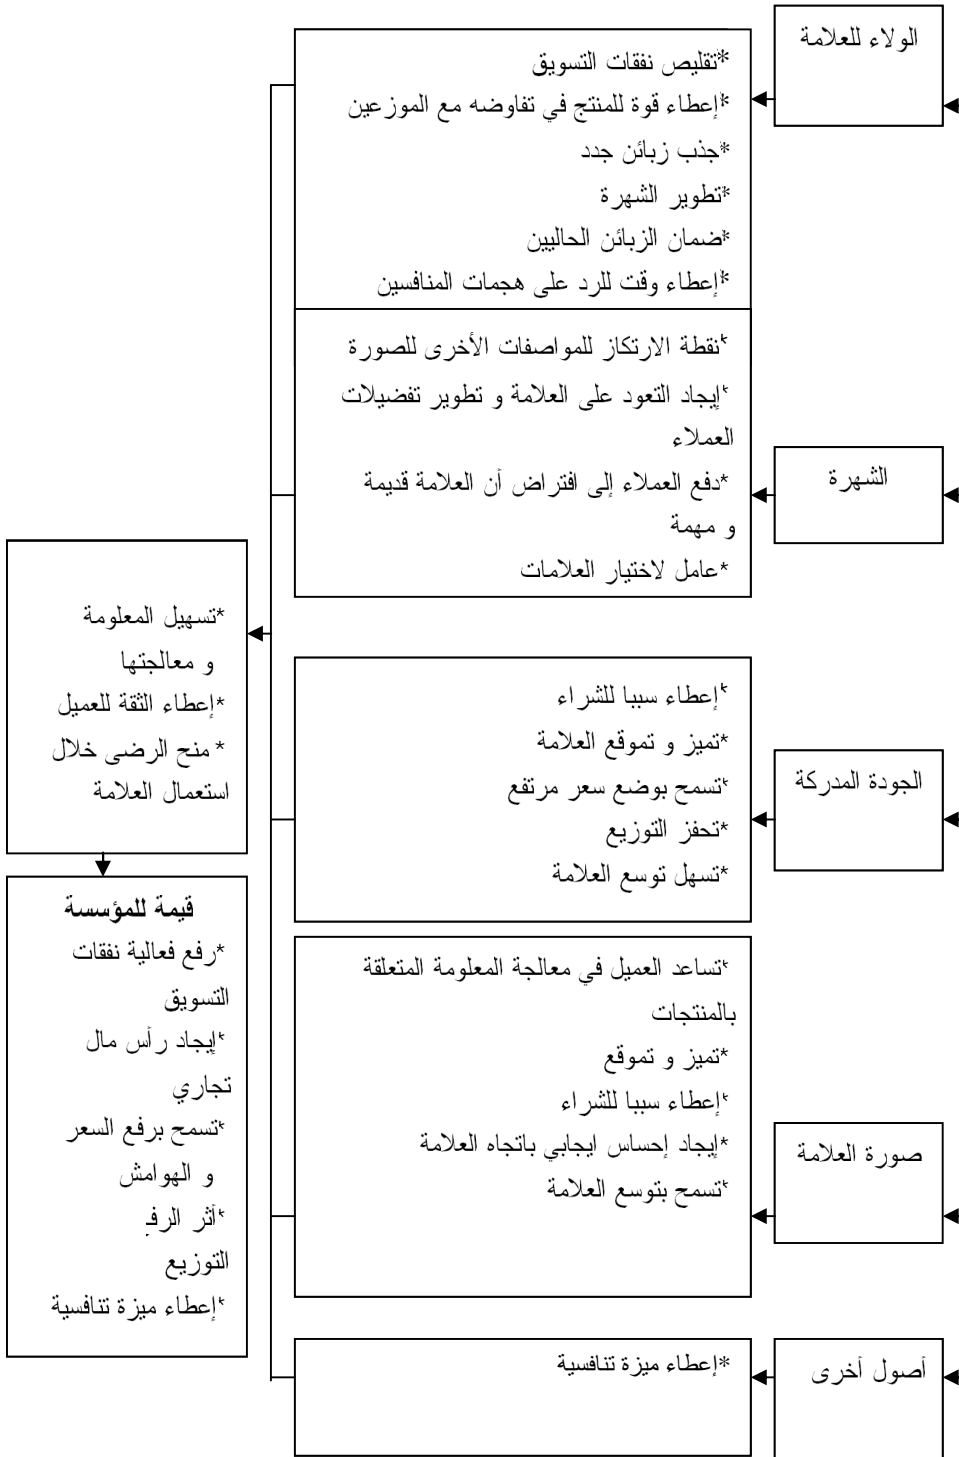 الولاء للعلامة
*تقليص نفقات التسويق
*إعطاء قوة للمنتج في تفاوضه مع الموزعين
*جذب زبائن جدد
*تطوير الشهرة
*ضمان الزبائن الحاليين
*إعطاء وقت للرد على هجمات المنافسين
الشهرة
*نقطة الارتكاز للمواصفات الأخرى للصورة
*إيجاد التعود على العلامة و تطوير تفضيلات
العملاء
*دفع العملاء إلى افتراض أن العلامة قديمة
و مهمة
*عامل لاختيار العلامات
الجودة المدركة
*إعطاء سببا للشراء
*تميز و تموقع العلامة
*تسمح بوضع سعر مرتفع
*تحفز التوزيع
*تسهل توسع العلامة
صورة العلامة
*تساعد العميل في معالجة المعلومة المتعلقة
بالمنتجات
*تميز و تموقع
*إعطاء سببا للشراء
*إيجاد إحساس ايجابي باتجاه العلامة
*تسمح بتوسع العلامة
أصول أخرى
*إعطاء ميزة تنافسية
*تسهيل المعلومة
و معالجتها
*إعطاء الثقة للعميل
* منح الرضى خلال
استعمال العلامة
قيمة للمؤسسة
*رفع فعالية نفقات
التسويق
*إيجاد رأس مال
تجاري
*تسمح برفع السعر
و الهوامش
*أثر
التوزيع
*إعطاء ميزة تنافسية